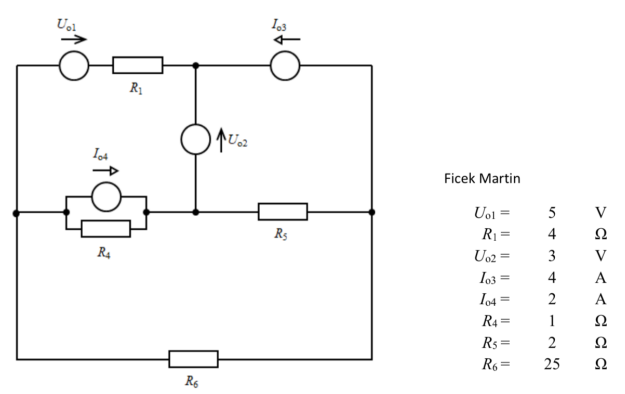 Uo1
Io3
R1
Uo2
Io4
R4
R5
R6
Ficek Martin
Uo1 = 5 V
R1 = 4 Ω
Uo2 = 3 V
Io3 = 4 A
Io4 = 2 A
R4 = 1 Ω
R5 = 2 Ω
R6 = 25 Ω